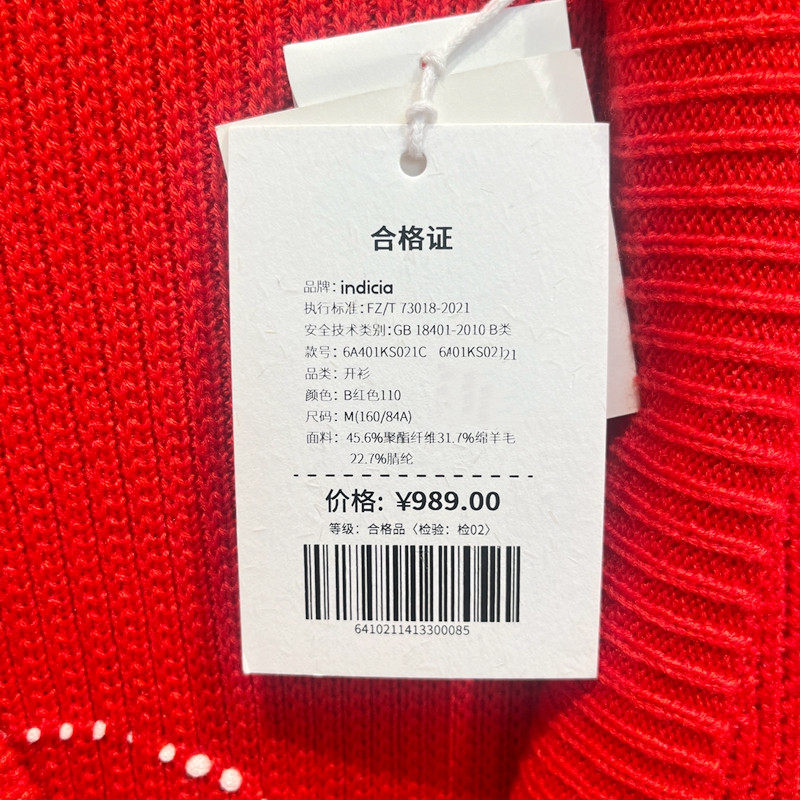 合格证
品牌: indicia
执行标准: FZ/T 73018-2021
安全技术类别: GB 18401-2010 B类
款号: 6A401KS021C 6A01KS02121
品类: 开衫
颜色: B红色110
尺码: M(160/84A)
面料: 45.6%聚酯纤维31.7%绵羊毛
22.7%腈纶
价格: ¥989.00
等级: 合格品〈检验: 检02〉
6410211413300085